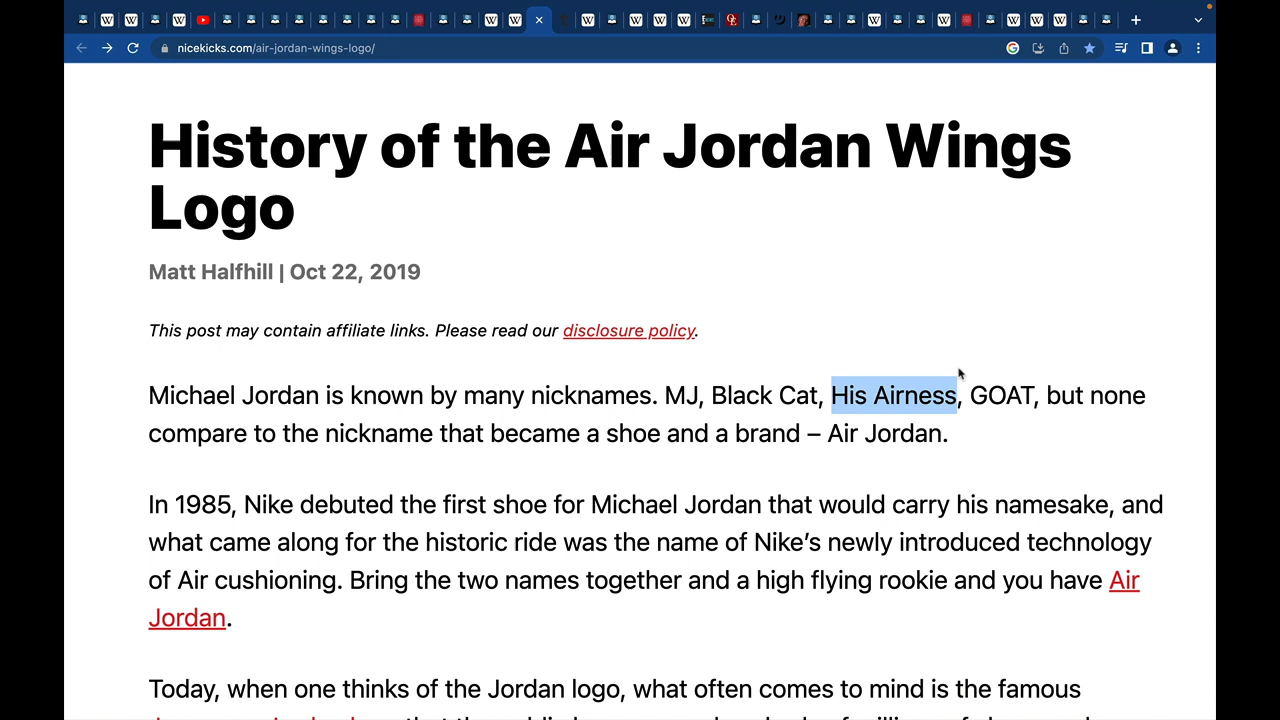 nicekicks.com/air-jordan-wings-logo/
History of the Air Jordan Wings
Logo
Matt Halfhill | Oct 22, 2019
This post may contain affiliate links. Please read our disclosure policy.
Michael Jordan is known by many nicknames. MJ, Black Cat, His Airness, GOAT, but none
compare to the nickname that became a shoe and a brand – Air Jordan.
In 1985, Nike debuted the first shoe for Michael Jordan that would carry his namesake, and
what came along for the historic ride was the name of Nike’s newly introduced technology
of Air cushioning. Bring the two names together and a high flying rookie and you have Air
Jordan.
Today, when one thinks of the Jordan logo, what often comes to mind is the famous